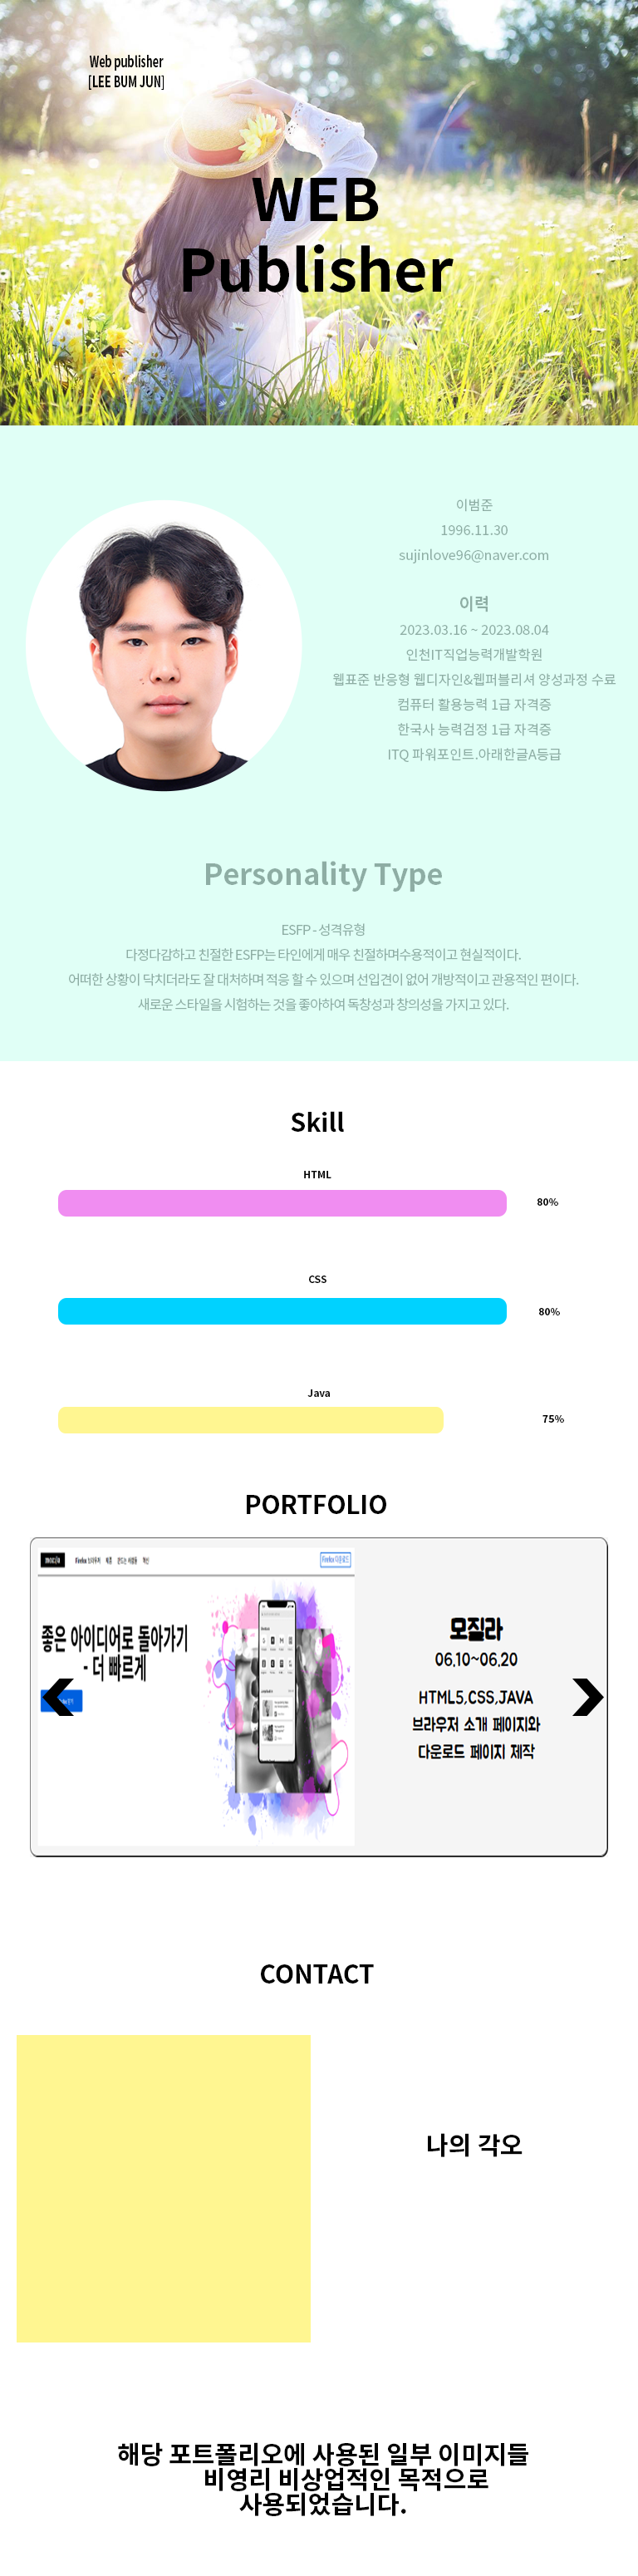 Web publisher
[LEE BUM JUN]
WEB
Publisher
이범준
1996.11.30
sujinlove96@naver.com
이력
2023.03.16 ~ 2023.08.04
인천IT직업능력개발학원
웹표준 반응형 웹디자인&웹퍼블리셔 양성과정 수료
컴퓨터 활용능력 1급 자격증
한국사 능력검정 1급 자격증
ITQ 파워포인트.아래한글A등급
Personality Type
ESFP - 성격유형
다정다감하고 친절한 ESFP는 타인에게 매우 친절하며수용적이고 현실적이다.
어떠한 상황이 닥치더라도 잘 대처하며 적응 할 수 있으며 선입견이 없어 개방적이고 관용적인 편이다.
새로운 스타일을 시험하는 것을 좋아하여 독창성과 창의성을 가지고 있다.
Skill
HTML
80%
CSS
80%
Java
75%
PORTFOLIO
moz://a Firefox 브라우저 제품 혁신
Firefox 다운로드
좋은 아이디어로 돌아가기
- 더 빠르게
모질라
06.10~06.20
HTML5,CSS,JAVA
브라우저 소개 페이지와
다운로드 페이지 제작
CONTACT
나의 각오
해당 포트폴리오에 사용된 일부 이미지들
비영리 비상업적인 목적으로
사용되었습니다.